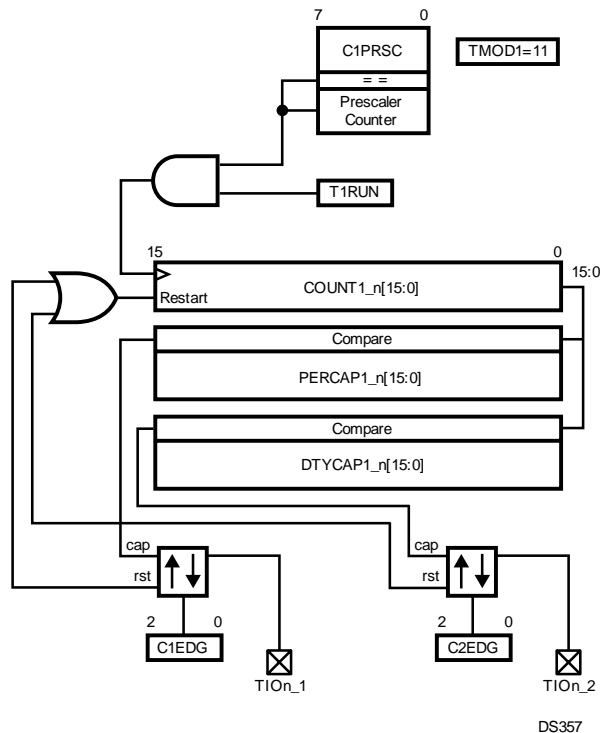 7 0
C1PRSC
TMOD1=11
= =
Prescaler
Counter
T1RUN
15 0
15:0
COUNT1_n[15:0]
Restart
Compare
PERCAP1_n[15:0]
Compare
DTYCAP1_n[15:0]
cap cap
rst rst
2 0 2 0
C1EDG C2EDG
TIOn_1 TIOn_2
DS357